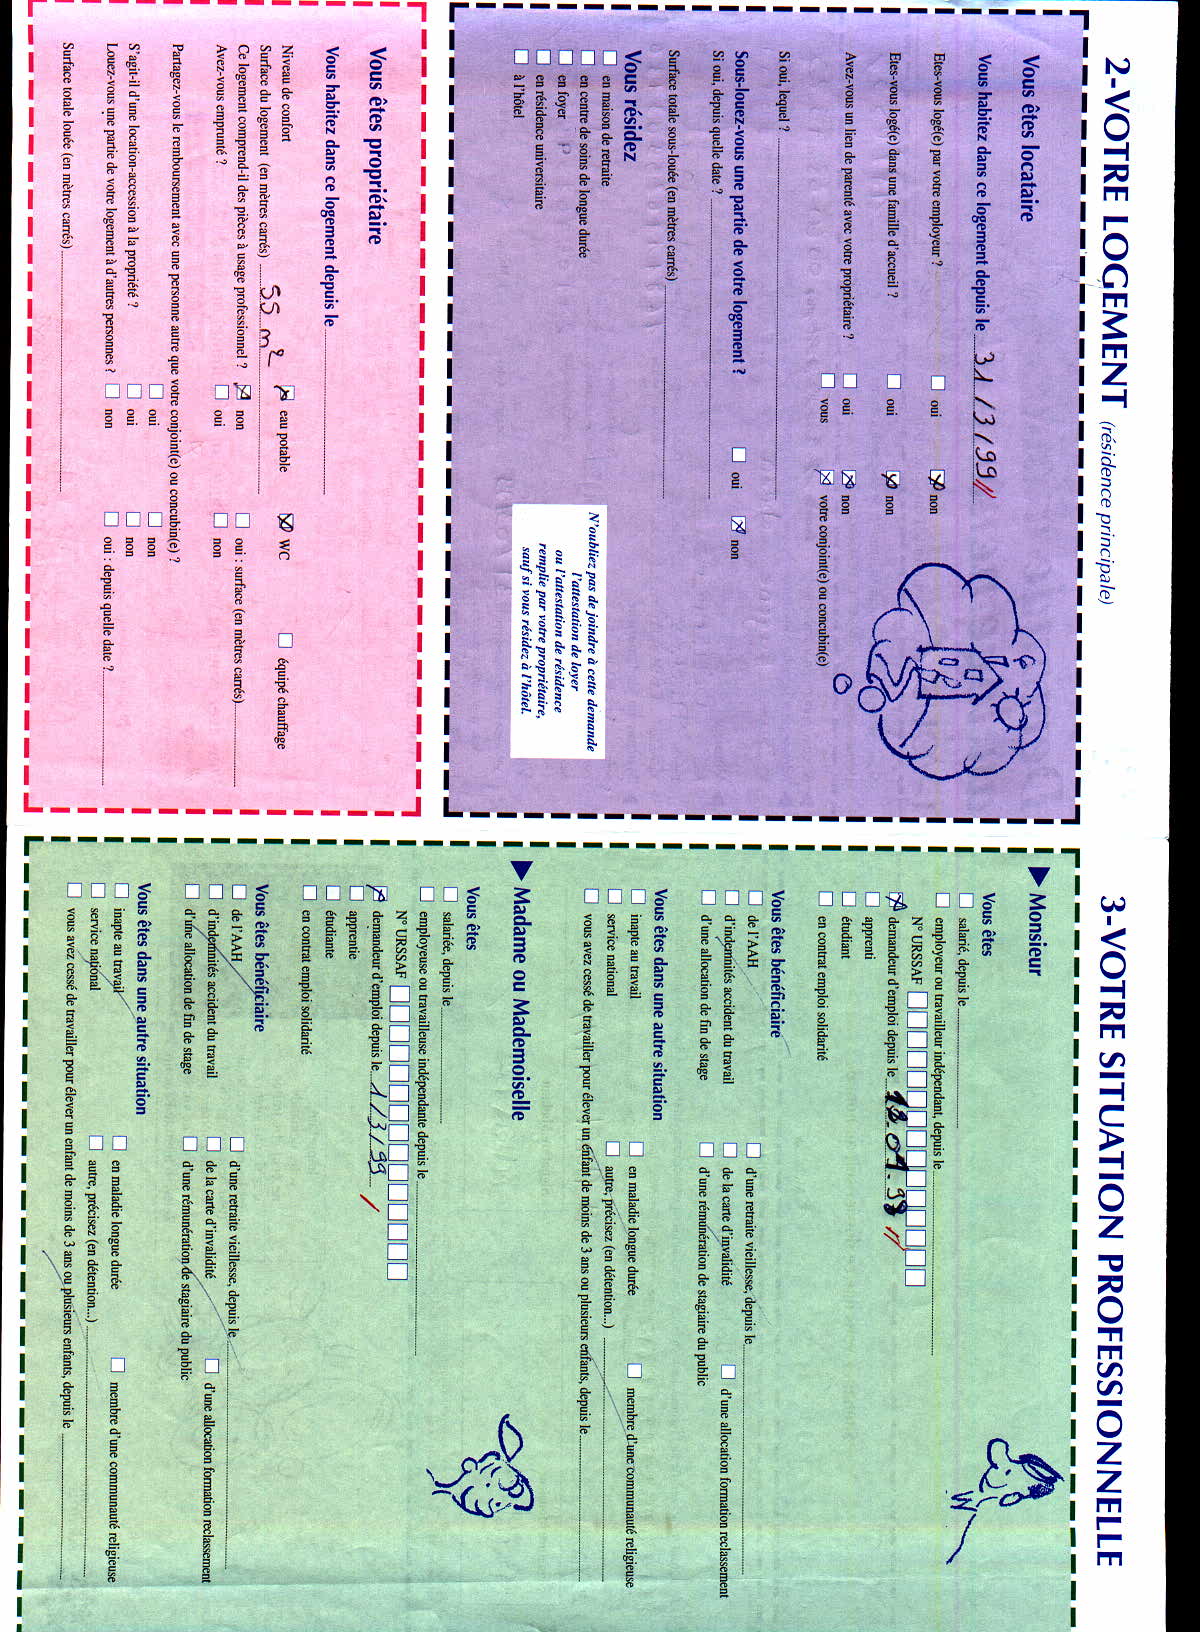 2-VOTRE LOGEMENT (résidence principale)
Vous êtes locataire
Vous habitez dans ce logement depuis le 31/3/99
Etes-vous logé(e) par votre employeur ? oui non
Etes-vous logé(e) dans une famille d'accueil ? oui non
Avez-vous un lien de parenté avec votre propriétaire ? oui non
vous votre conjoint(e) ou concubin(e)
Si oui, lequel ?
Sous-louez-vous une partie de votre logement ? oui non
Si oui, depuis quelle date ?
Surface totale sous-louée (en mètres carrés)
Vous résidez
en maison de retraite
en centre de soins de longue durée
en foyer
en résidence universitaire
à l'hôtel
N'oubliez pas de joindre à cette demande
l'attestation de loyer
ou l'attestation de résidence
remplie par votre propriétaire,
sauf si vous résidez à l'hôtel.
Vous êtes propriétaire
Vous habitez dans ce logement depuis le
Niveau de confort eau potable WC équipé chauffage
Surface du logement (en mètres carrés) 55 m2
Ce logement comprend-il des pièces à usage professionnel ? non oui : surface (en mètres carrés)
Avez-vous emprunté ? oui non
Partagez-vous le remboursement avec une personne autre que votre conjoint(e) ou concubin(e) ?
oui non
S'agit-il d'une location-accession à la propriété ? oui non
Louez-vous une partie de votre logement à d'autres personnes ? non oui : depuis quelle date ?
Surface totale louée (en mètres carrés)
3-VOTRE SITUATION PROFESSIONNELLE
Monsieur
Vous êtes
salarié, depuis le
employeur ou travailleur indépendant, depuis le
N° URSSAF
demandeur d'emploi depuis le
apprenti
étudiant
en contrat emploi solidarité
Vous êtes bénéficiaire
de l'AAH d'une retraite vieillesse, depuis le
d'indemnités accident du travail de la carte d'invalidité d'une allocation formation reclassement
d'une allocation de fin de stage d'une rémunération de stagiaire du public
Vous êtes dans une autre situation
inapte au travail en maladie longue durée membre d'une communauté religieuse
service national autre, précisez (en détention...)
vous avez cessé de travailler pour élever un enfant de moins de 3 ans ou plusieurs enfants, depuis le
Madame ou Mademoiselle
Vous êtes
salariée, depuis le
employeuse ou travailleuse indépendante depuis le
N° URSSAF
demandeur d'emploi depuis le 1/3/99
apprentie
étudiante
en contrat emploi solidarité
Vous êtes bénéficiaire
de l'AAH d'une retraite vieillesse, depuis le
d'indemnités accident du travail de la carte d'invalidité d'une allocation formation reclassement
d'une allocation de fin de stage d'une rémunération de stagiaire du public
Vous êtes dans une autre situation
inapte au travail en maladie longue durée membre d'une communauté religieuse
service national autre, précisez (en détention...)
vous avez cessé de travailler pour élever un enfant de moins de 3 ans ou plusieurs enfants, depuis le